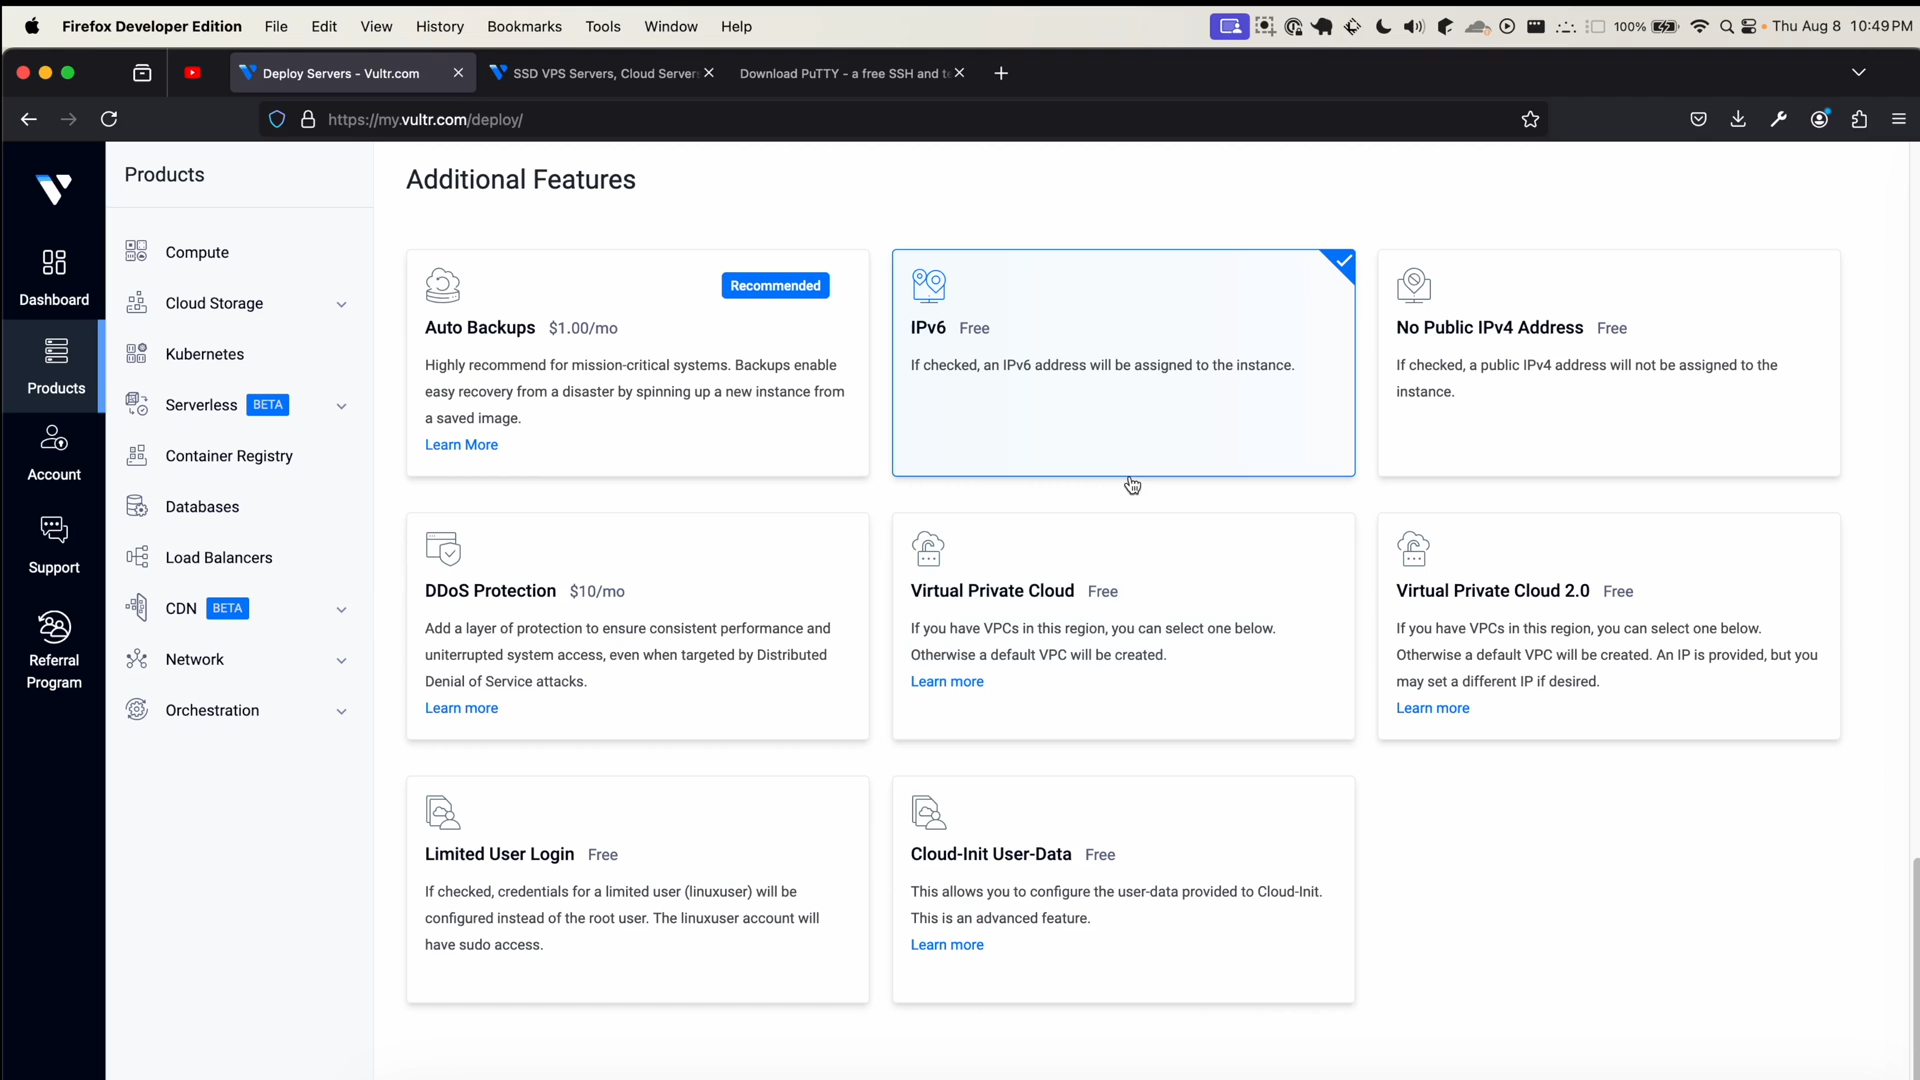 Firefox Developer Edition File Edit View History Bookmarks Tools Window Help 100% Thu Aug 8 10:49 PM
Deploy Servers - Vultr.com SSD VPS Servers, Cloud Server Download PuTTY - a free SSH and te
https://my.vultr.com/deploy/
Dashboard
Products
Account
Support
Referral
Program
Products
Compute
Cloud Storage
Kubernetes
Serverless BETA
Container Registry
Databases
Load Balancers
CDN BETA
Network
Orchestration
Additional Features
Recommended
Auto Backups $1.00/mo
Highly recommend for mission-critical systems. Backups enable
easy recovery from a disaster by spinning up a new instance from
a saved image.
Learn More
IPv6 Free
If checked, an IPv6 address will be assigned to the instance.
No Public IPv4 Address Free
If checked, a public IPv4 address will not be assigned to the
instance.
DDoS Protection $10/mo
Add a layer of protection to ensure consistent performance and
uniterrupted system access, even when targeted by Distributed
Denial of Service attacks.
Learn more
Virtual Private Cloud Free
If you have VPCs in this region, you can select one below.
Otherwise a default VPC will be created.
Learn more
Virtual Private Cloud 2.0 Free
If you have VPCs in this region, you can select one below.
Otherwise a default VPC will be created. An IP is provided, but you
may set a different IP if desired.
Learn more
Limited User Login Free
If checked, credentials for a limited user (linuxuser) will be
configured instead of the root user. The linuxuser account will
have sudo access.
Cloud-Init User-Data Free
This allows you to configure the user-data provided to Cloud-Init.
This is an advanced feature.
Learn more